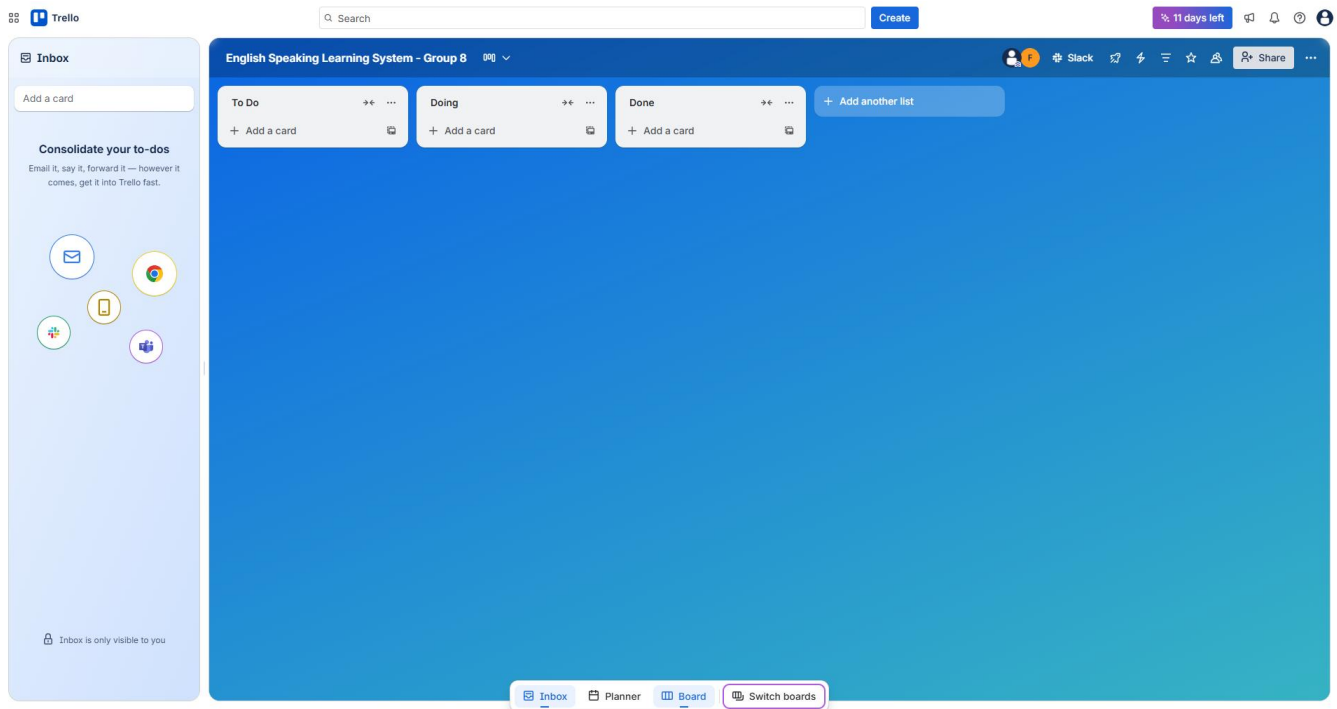 Trello
Search
Create
11 days left
Inbox
Add a card
Consolidate your to-dos
Email it, say it, forward it — however it
comes, get it into Trello fast.
Inbox is only visible to you
English Speaking Learning System - Group 8
F
Slack
Share
To Do
Add a card
Doing
Add a card
Done
Add a card
Add another list
Inbox
Planner
Board
Switch boards